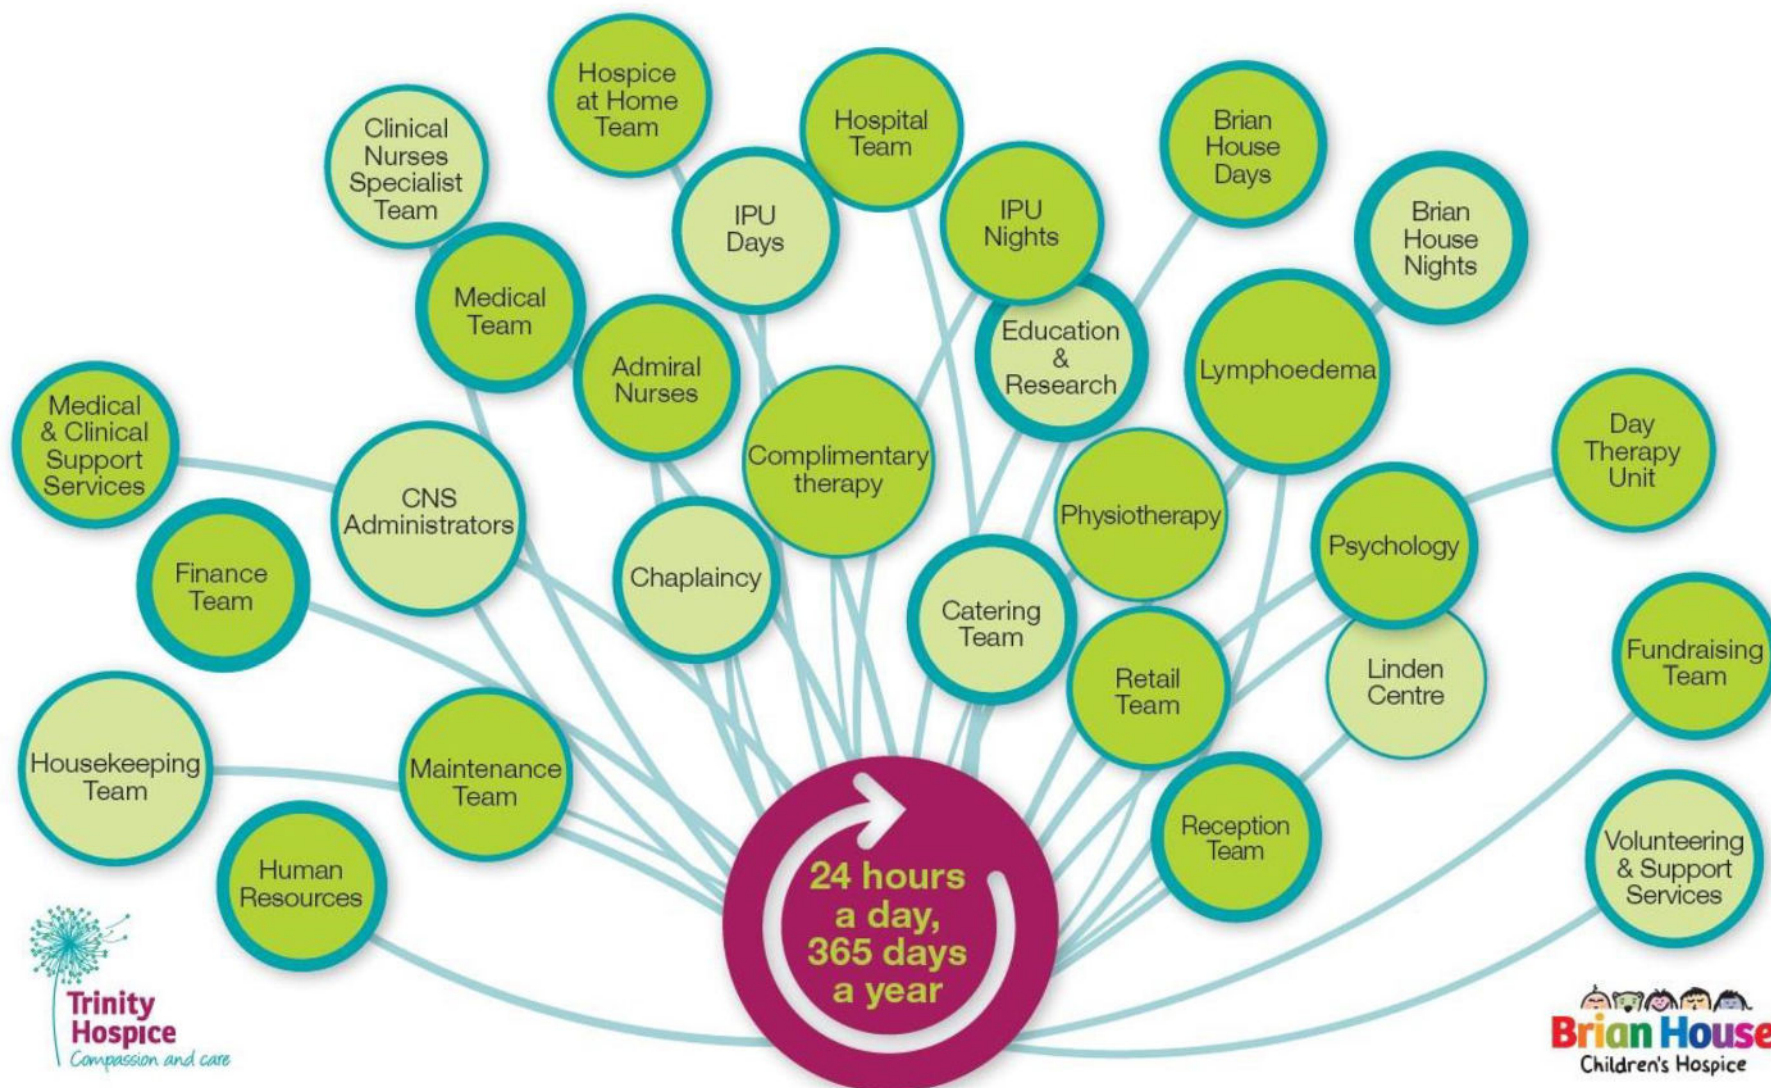 Hospice
at Home
Team
Hospital
Team
Brian
House
Days
Clinical
Nurses
Specialist
Team
IPU
Days
IPU
Nights
Brian
House
Nights
Medical
Team
Admiral
Nurses
Education
&
Research
Lymphoedema
Medical
& Clinical
Support
Services
CNS
Administrators
Complimentary
therapy
Physiotherapy
Psychology
Day
Therapy
Unit
Finance
Team
Chaplaincy
Catering
Team
Retail
Team
Linden
Centre
Fundraising
Team
Housekeeping
Team
Maintenance
Team
Reception
Team
Volunteering
& Support
Services
Human
Resources
24 hours
a day,
365 days
a year
Trinity
Hospice
Compassion and care
Brian House
Children's Hospice